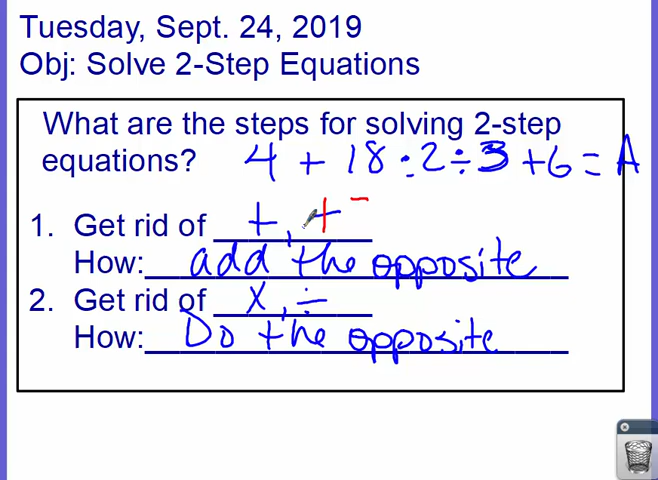 Tuesday, Sept. 24, 2019
Obj: Solve 2-Step Equations
What are the steps for solving 2-step
equations? 4 + 18 : 2 ÷ 3 + 6 = A
1. Get rid of +, + -
How: add the opposite
2. Get rid of x, ÷
How: Do the opposite